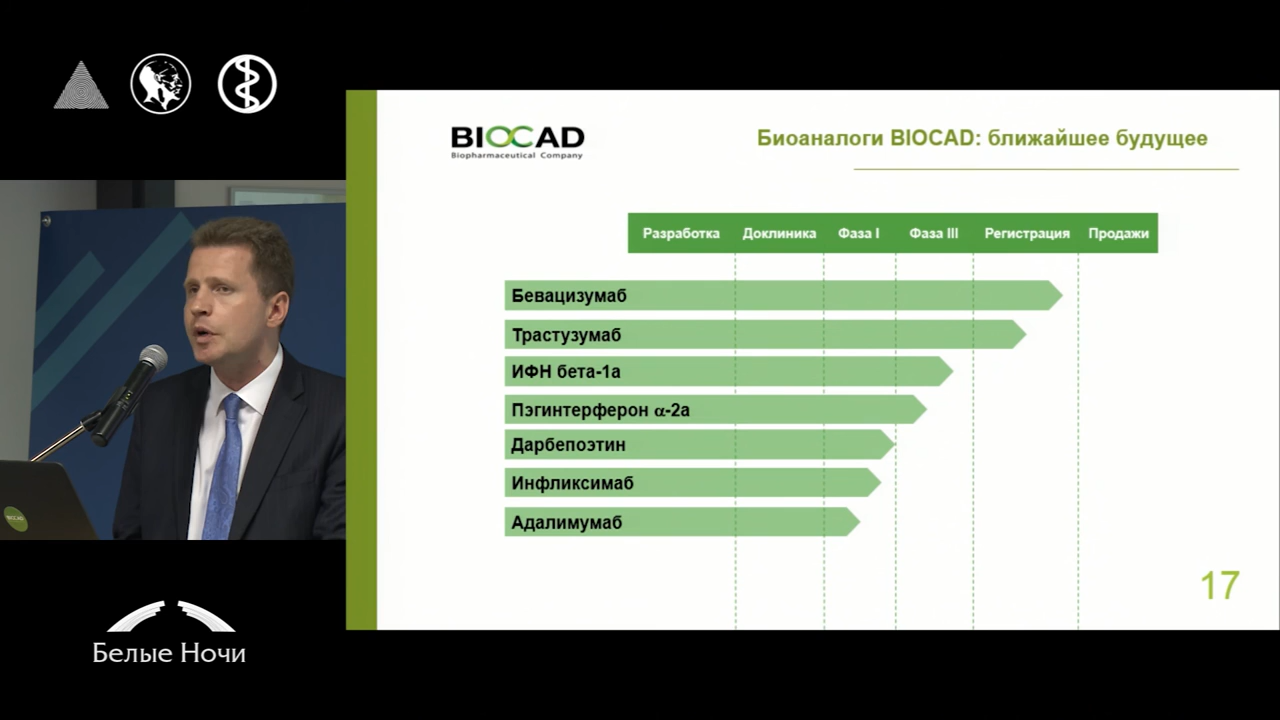 BIOCAD
Biopharmaceutical Company
Биоаналоги BIOCAD: ближайшее будущее
Разработка Доклиника Фаза I Фаза III Регистрация Продажи
Бевацизумаб
Трастузумаб
ИФН бета-1а
Пэгинтерферон α-2а
Дарбепоэтин
Инфликсимаб
Адалимумаб
17
BIOCAD
Белые Ночи